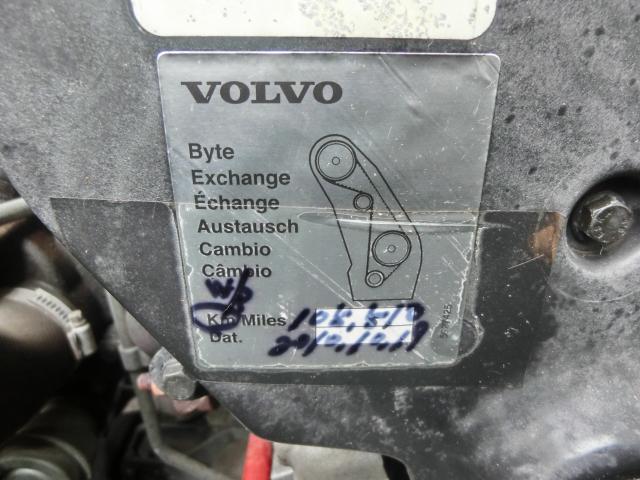 VOLVO
Byte
Exchange
Échange
Austausch
Cambio
Câmbio
W/P
Km Miles
Dat.